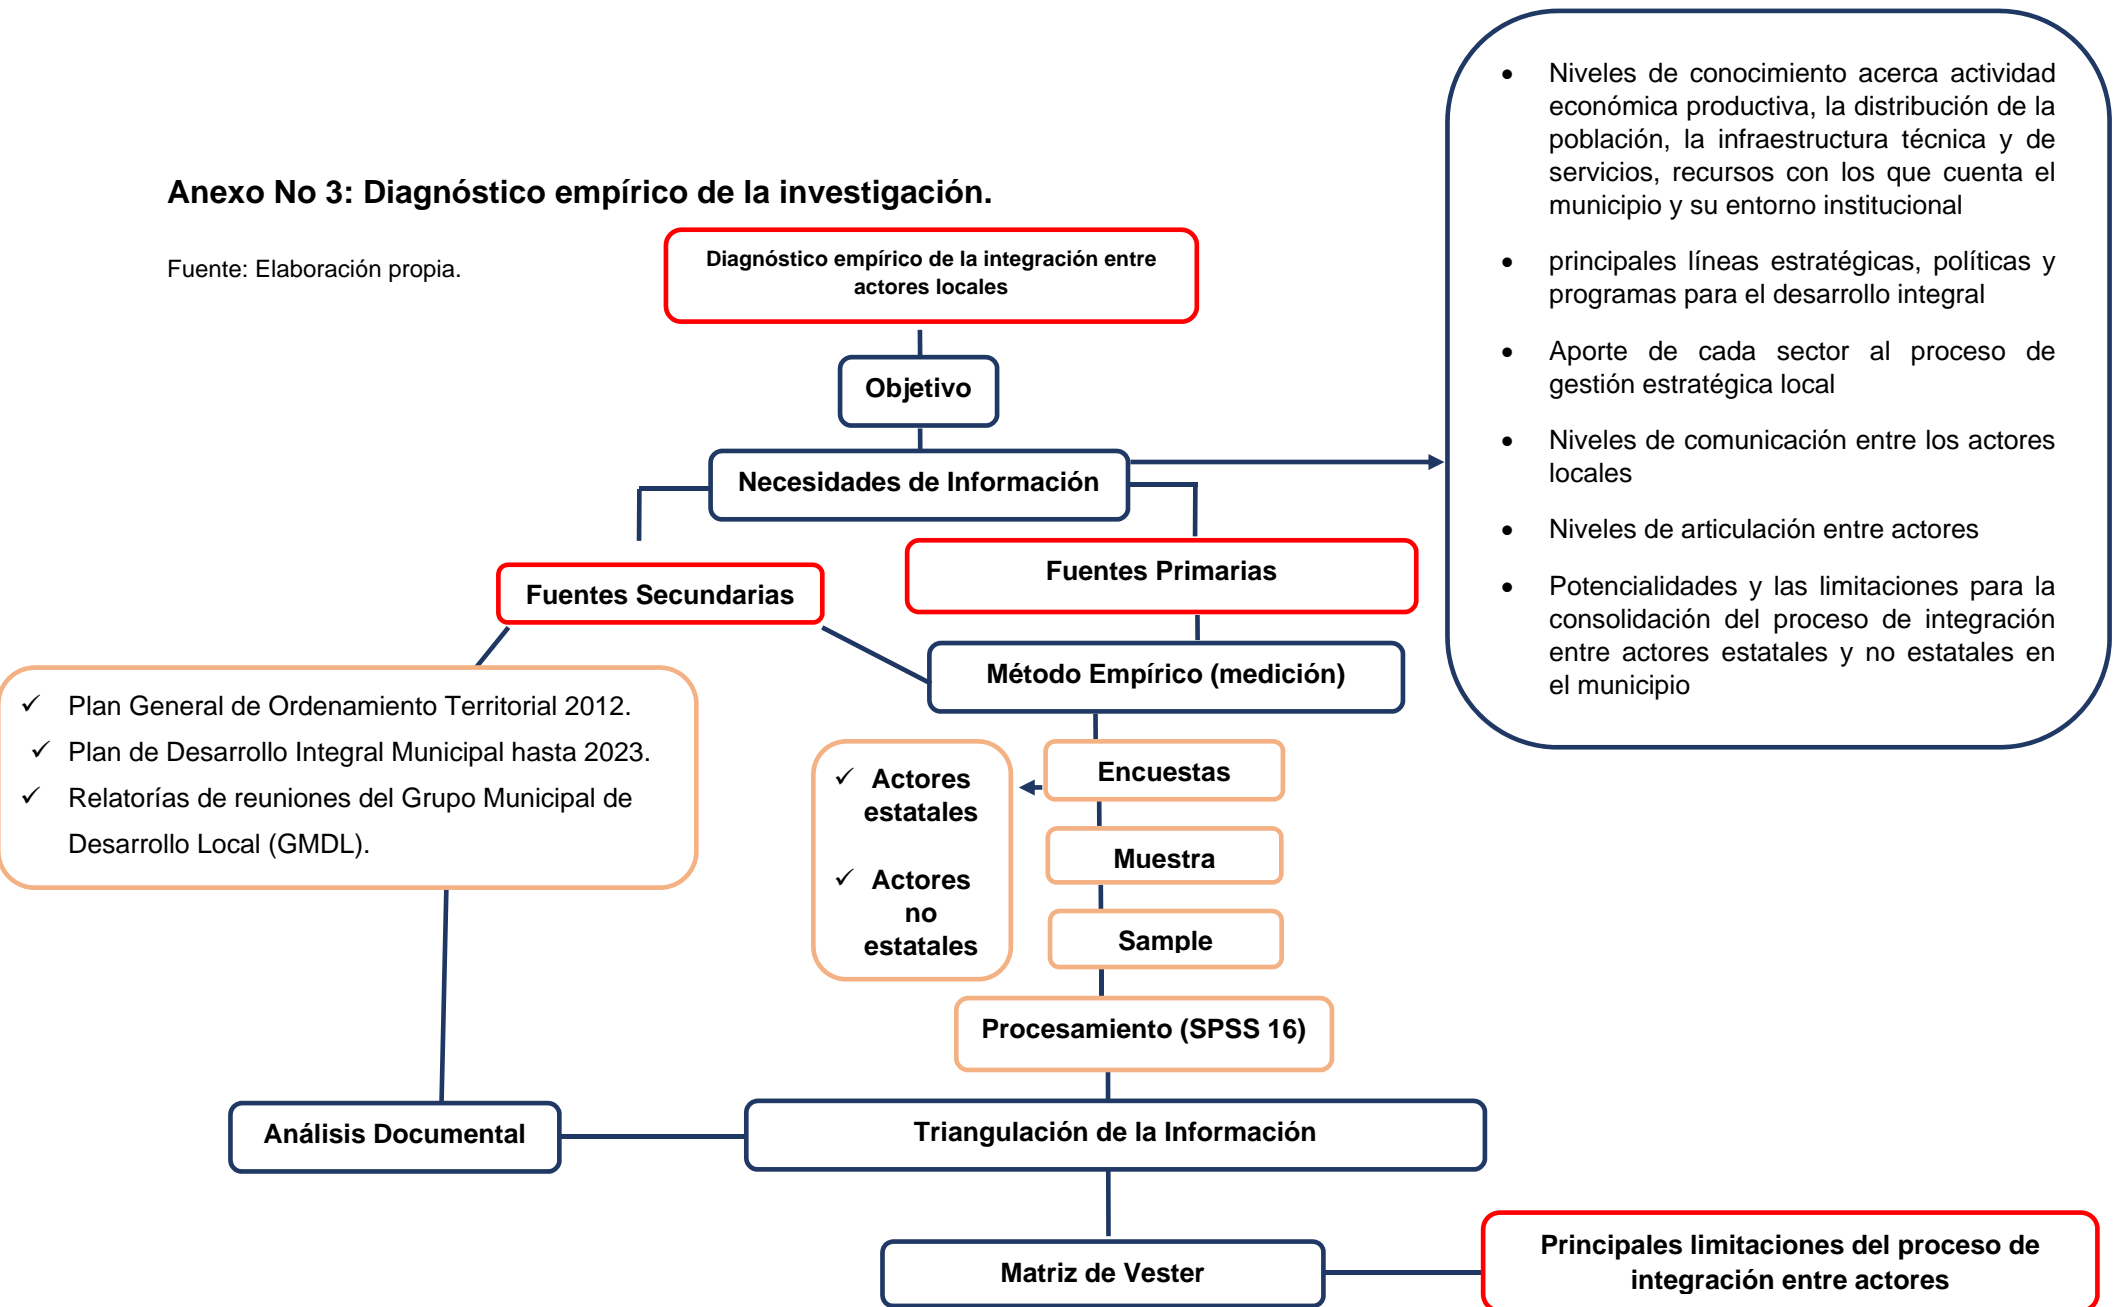 Anexo No 3: Diagnóstico empírico de la investigación.
Fuente: Elaboración propia.
Diagnóstico empírico de la integración entre
actores locales
Objetivo
Necesidades de Información
• Niveles de conocimiento acerca actividad
económica productiva, la distribución de la
población, la infraestructura técnica y de
servicios, recursos con los que cuenta el
municipio y su entorno institucional
• principales líneas estratégicas, políticas y
programas para el desarrollo integral
• Aporte de cada sector al proceso de
gestión estratégica local
• Niveles de comunicación entre los actores
locales
• Niveles de articulación entre actores
• Potencialidades y las limitaciones para la
consolidación del proceso de integración
entre actores estatales y no estatales en
el municipio
Fuentes Secundarias
Fuentes Primarias
✓ Plan General de Ordenamiento Territorial 2012.
✓ Plan de Desarrollo Integral Municipal hasta 2023.
✓ Relatorías de reuniones del Grupo Municipal de
Desarrollo Local (GMDL).
Método Empírico (medición)
Encuestas
✓ Actores
estatales
✓ Actores
no
estatales
Muestra
Sample
Procesamiento (SPSS 16)
Análisis Documental
Triangulación de la Información
Matriz de Vester
Principales limitaciones del proceso de
integración entre actores